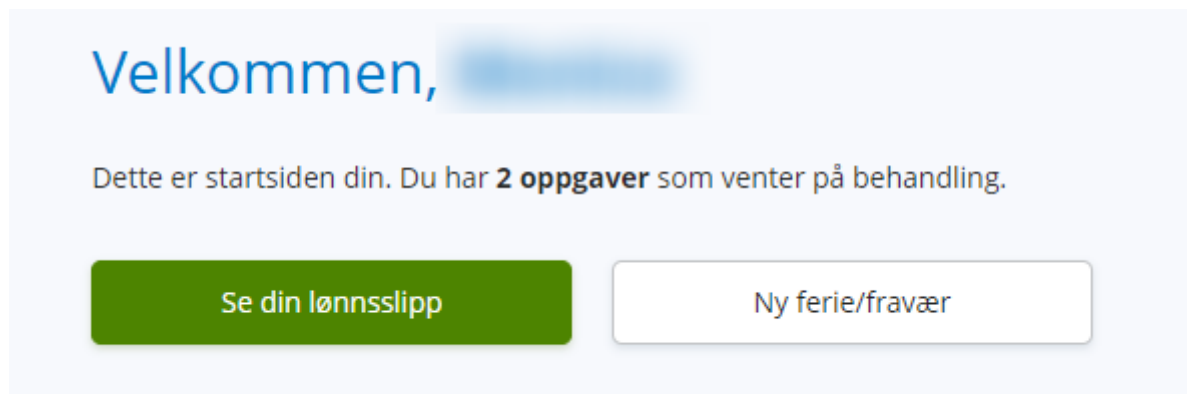 Velkommen,
Dette er startsiden din. Du har 2 oppgaver som venter på behandling.
Se din lønnsslipp
Ny ferie/fravær